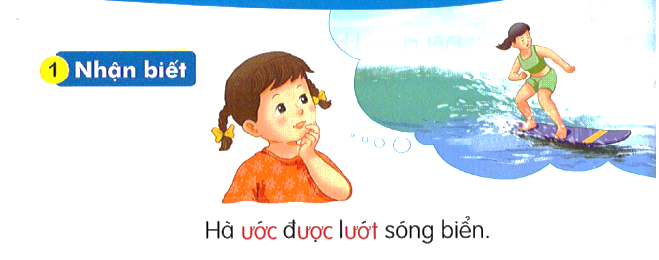 1 Nhận biết
Hà ước được lướt sóng biển.